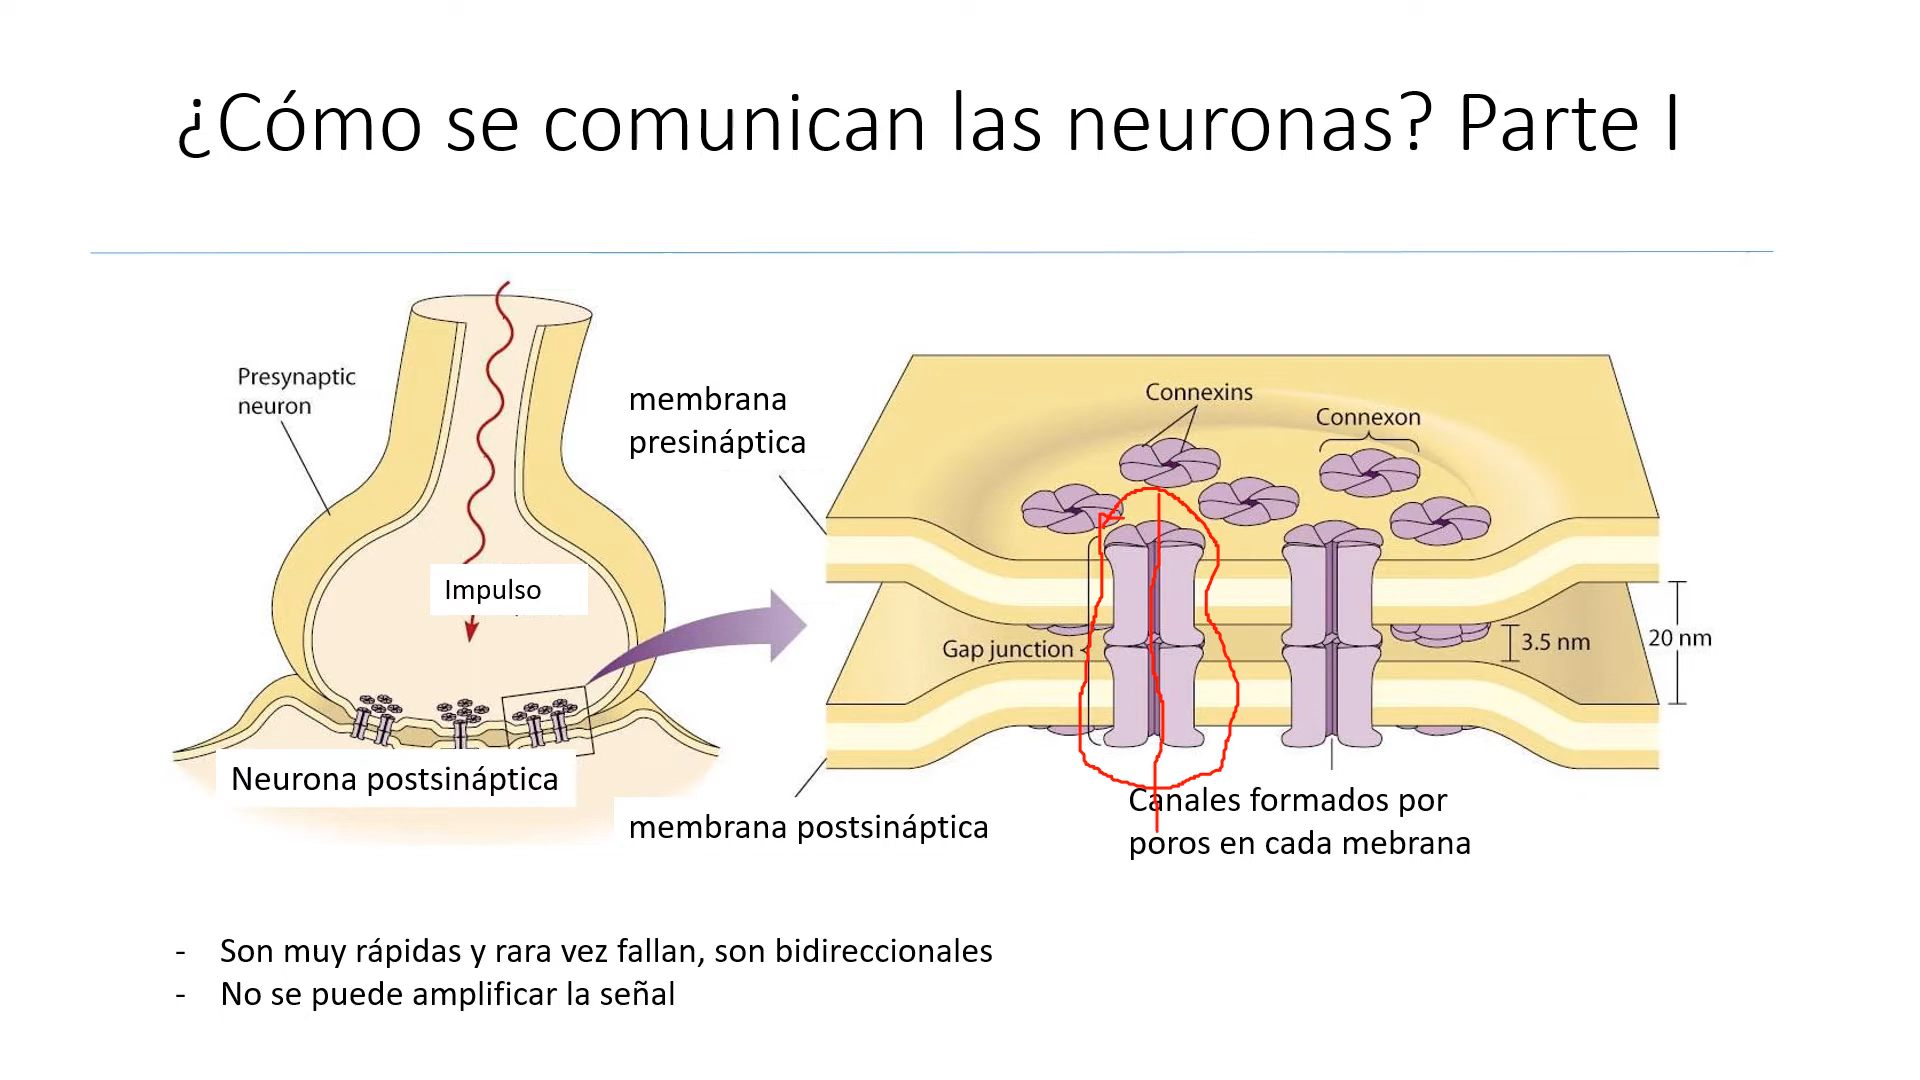 ¿Cómo se comunican las neuronas? Parte I
Presynaptic
neuron
Impulso
Neurona postsináptica
membrana
presináptica
membrana postsináptica
Connexins
Connexon
Gap junction
3.5 nm
20 nm
Canales formados por
poros en cada mebrana
- Son muy rápidas y rara vez fallan, son bidireccionales
- No se puede amplificar la señal